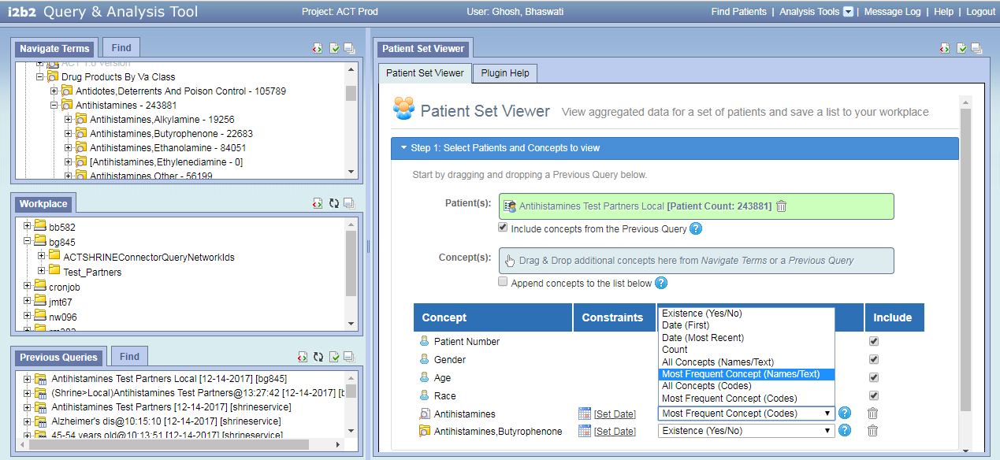 i2b2 Query & Analysis Tool
Project: ACT Prod
User: Ghosh, Bhaswati
Find Patients | Analysis Tools | Message Log | Help | Logout
Navigate Terms
Find
ACT 1.0 Version
Drug Products By Va Class
Antidotes,Deterrents And Poison Control - 105789
Antihistamines - 243881
Antihistamines,Alkylamine - 19256
Antihistamines,Butyrophenone - 22683
Antihistamines,Ethanolamine - 84051
[Antihistamines,Ethylenediamine - 0]
Antihistamines,Other - 56199
Workplace
bb582
bg845
ACTSHRINEConnectorQueryNetworkIds
Test_Partners
cronjob
jmt67
nw096
Previous Queries
Find
Antihistamines Test Partners Local [12-14-2017] [bg845]
(Shrine>Local)Antihistamines Test Partners@13:27:42 [12-14-2017] [b
Antihistamines Test Partners [12-14-2017] [shrineservice]
Alzheimer's dis@10:15:10 [12-14-2017] [shrineservice]
45-54 years old@10:13:51 [12-14-2017] [shrineservice]
Patient Set Viewer
Patient Set Viewer
Plugin Help
Patient Set Viewer View aggregated data for a set of patients and save a list to your workplace
Step 1: Select Patients and Concepts to view
Start by dragging and dropping a Previous Query below.
Patient(s):
Antihistamines Test Partners Local [Patient Count: 243881]
Include concepts from the Previous Query ?
Concept(s):
Drag & Drop additional concepts here from Navigate Terms or a Previous Query
Append concepts to the list below ?
Concept
Constraints
Include
Existence (Yes/No)
Date (First)
Date (Most Recent)
Count
All Concepts (Names/Text)
Most Frequent Concept (Names/Text)
All Concepts (Codes)
Most Frequent Concept (Codes)
Patient Number
Gender
Age
Race
Antihistamines [Set Date] Most Frequent Concept (Codes) ?
Antihistamines,Butyrophenone [Set Date] Existence (Yes/No) ?